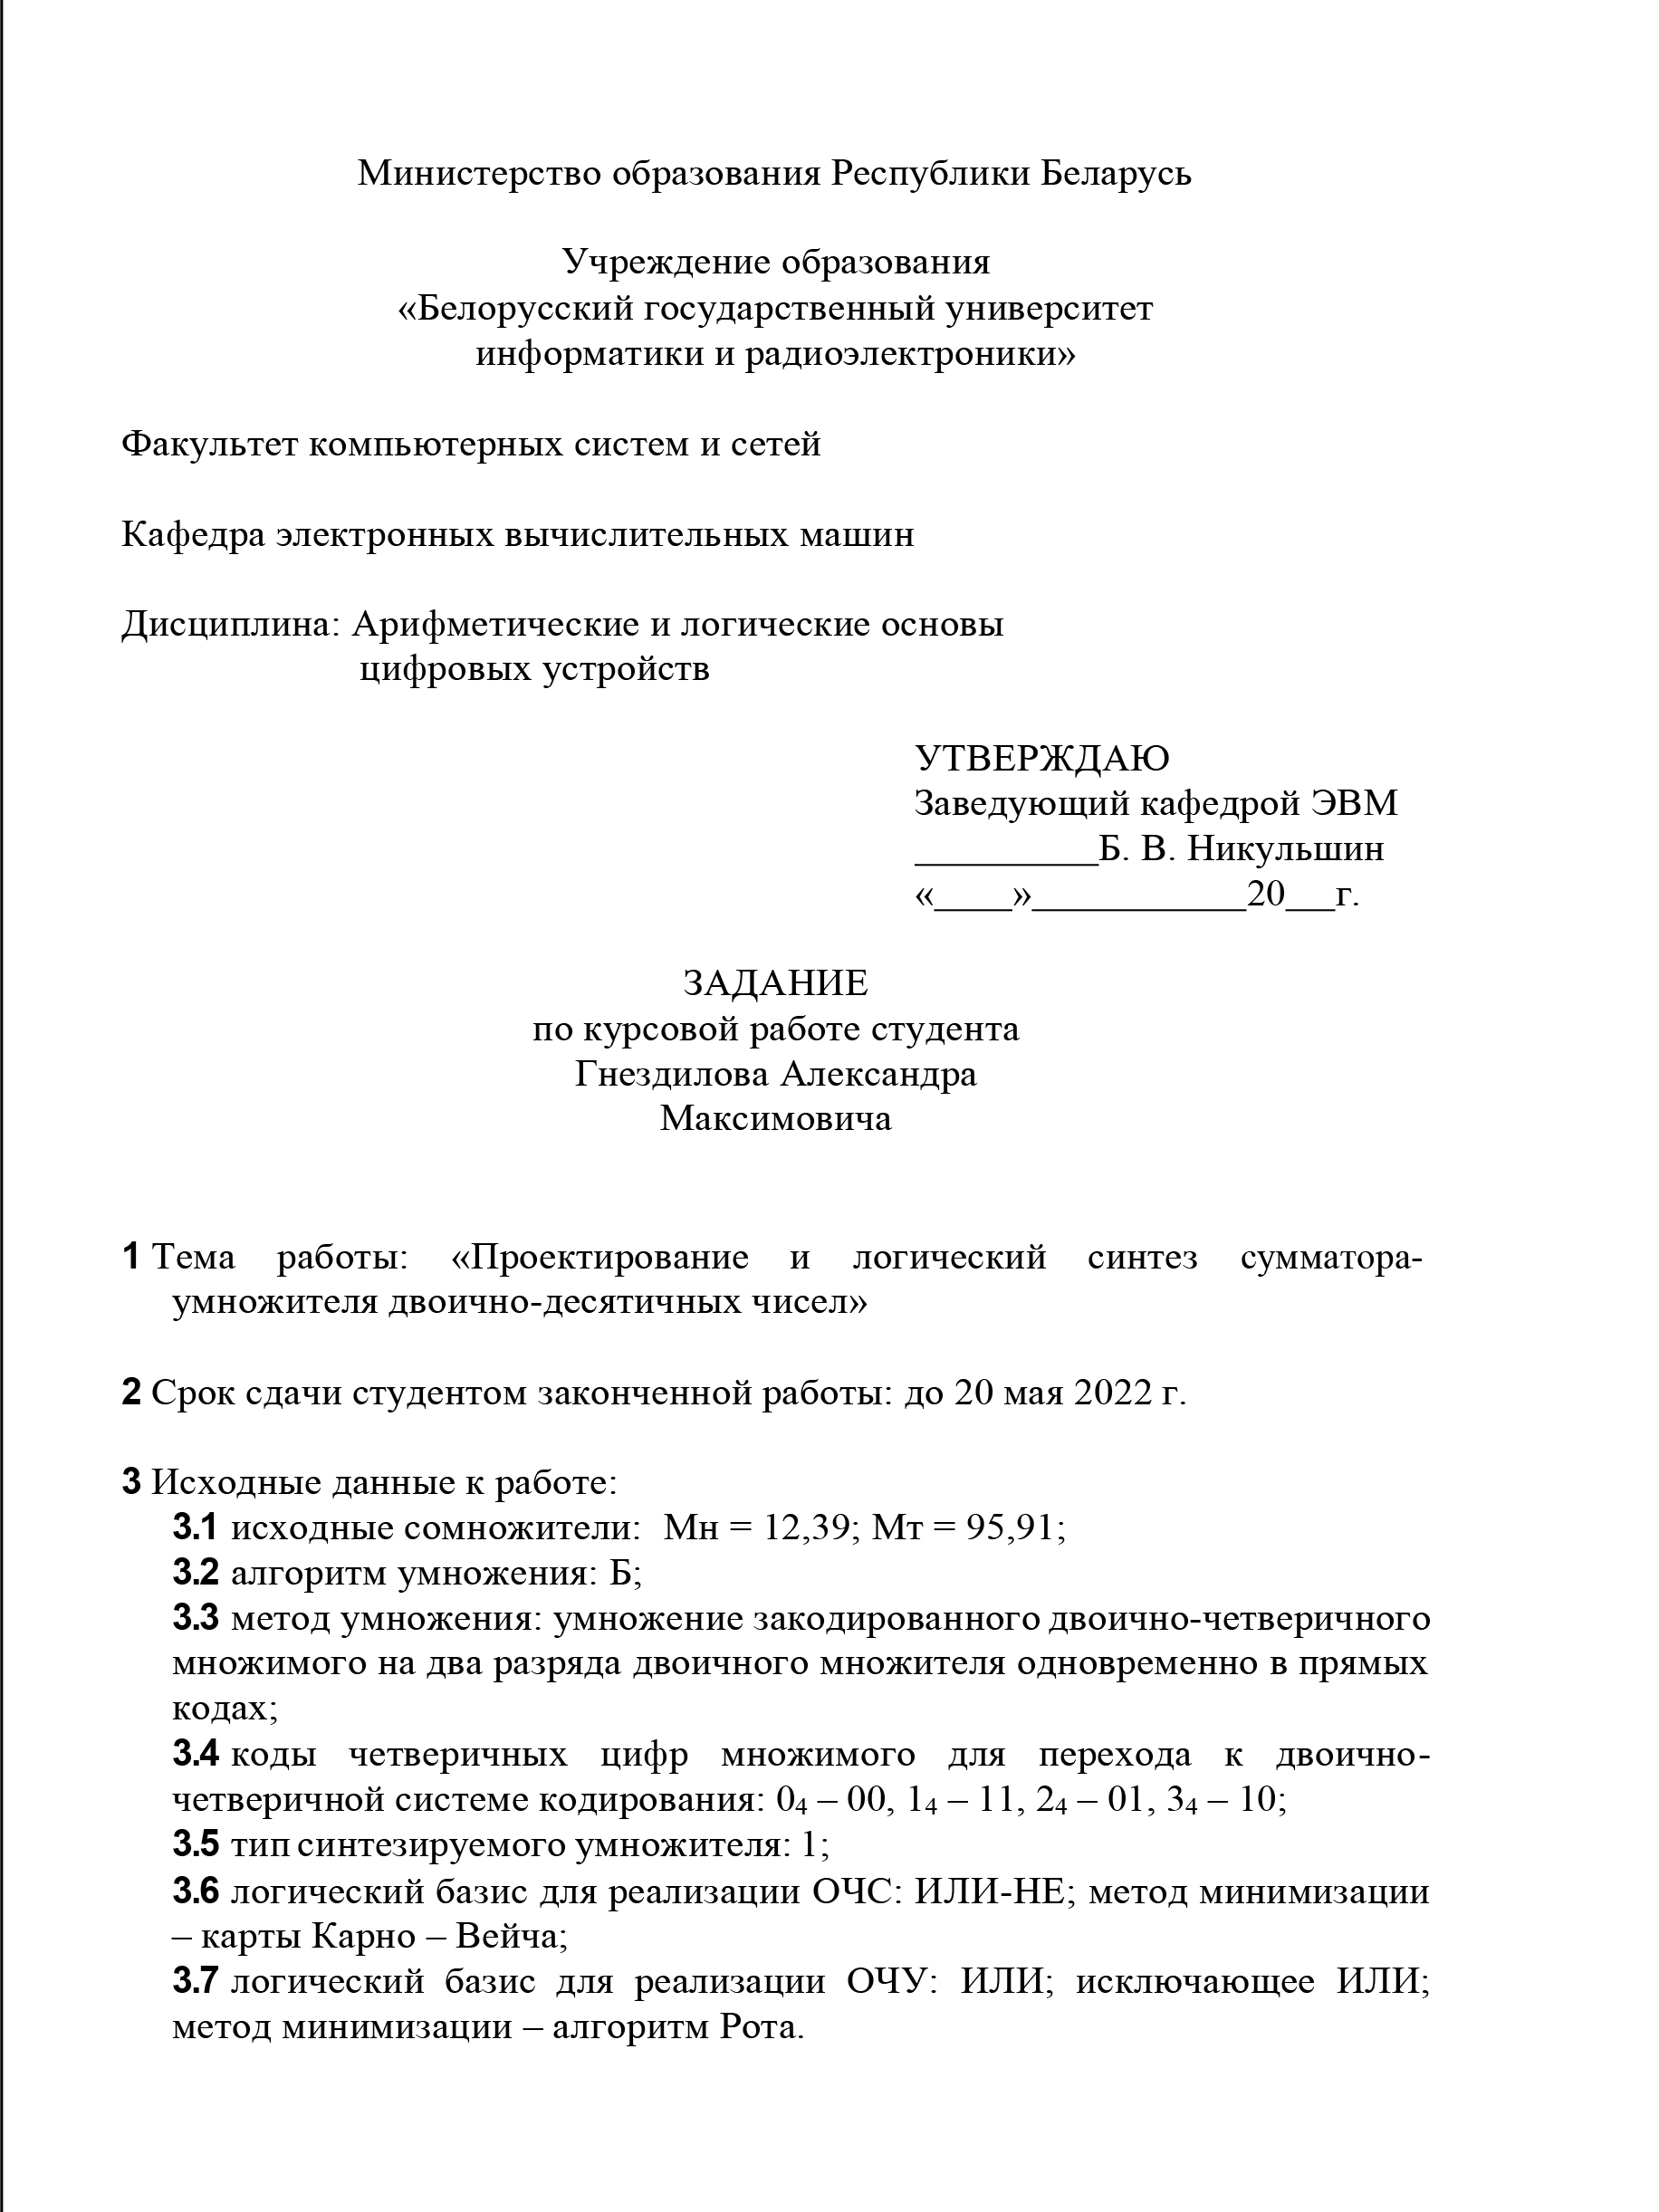 Министерство образования Республики Беларусь
Учреждение образования
«Белорусский государственный университет
информатики и радиоэлектроники»
Факультет компьютерных систем и сетей
Кафедра электронных вычислительных машин
Дисциплина: Арифметические и логические основы
цифровых устройств
УТВЕРЖДАЮ
Заведующий кафедрой ЭВМ
_________Б. В. Никульшин
«____»___________20___г.
ЗАДАНИЕ
по курсовой работе студента
Гнездилова Александра
Максимовича
1 Тема работы: «Проектирование и логический синтез сумматора-
умножителя двоично-десятичных чисел»
2 Срок сдачи студентом законченной работы: до 20 мая 2022 г.
3 Исходные данные к работе:
3.1 исходные сомножители: Мн = 12,39; Мт = 95,91;
3.2 алгоритм умножения: Б;
3.3 метод умножения: умножение закодированного двоично-четверичного
множимого на два разряда двоичного множителя одновременно в прямых
кодах;
3.4 коды четверичных цифр множимого для перехода к двоично-
четверичной системе кодирования: 0₄ – 00, 1₄ – 11, 2₄ – 01, 3₄ – 10;
3.5 тип синтезируемого умножителя: 1;
3.6 логический базис для реализации ОЧС: ИЛИ-НЕ; метод минимизации
– карты Карно – Вейча;
3.7 логический базис для реализации ОЧУ: ИЛИ; исключающее ИЛИ;
метод минимизации – алгоритм Рота.